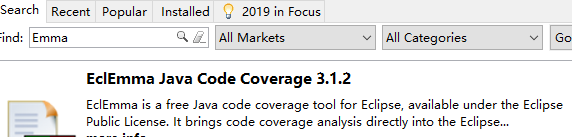 Search Recent Popular Installed 2019 in Focus
Find: Emma All Markets All Categories Go
EclEmma Java Code Coverage 3.1.2
EclEmma is a free Java code coverage tool for Eclipse, available under the Eclipse
Public License. It brings code coverage analysis directly into the Eclipse...
more info